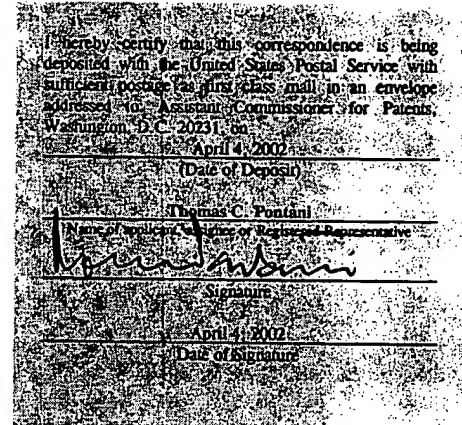 I hereby certify that this correspondence is being
deposited with the United States Postal Service with
sufficient postage as first class mail in an envelope
addressed to: Assistant Commissioner for Patents,
Washington, D.C. 20231, on
April 4, 2002
(Date of Deposit)
Thomas C. Pontani
Name of applicant, assignee or Registered Representative
Signature
April 4, 2002
Date of Signature